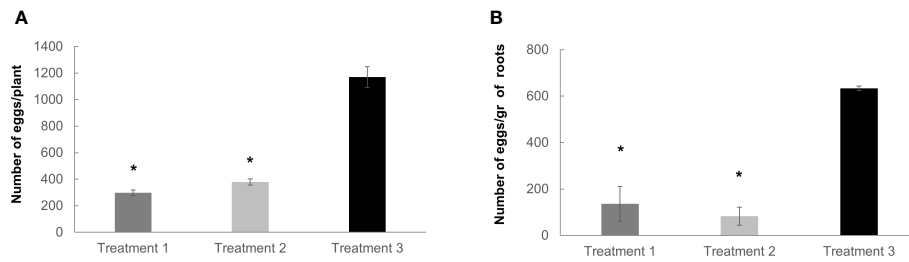 A
Number of eggs/plant
1400
1200
1000
800
600
400
200
0
*
*
Treatment 1 Treatment 2 Treatment 3
B
Number of eggs/gr of roots
800
600
400
200
0
*
*
Treatment 1 Treatment 2 Treatment 3